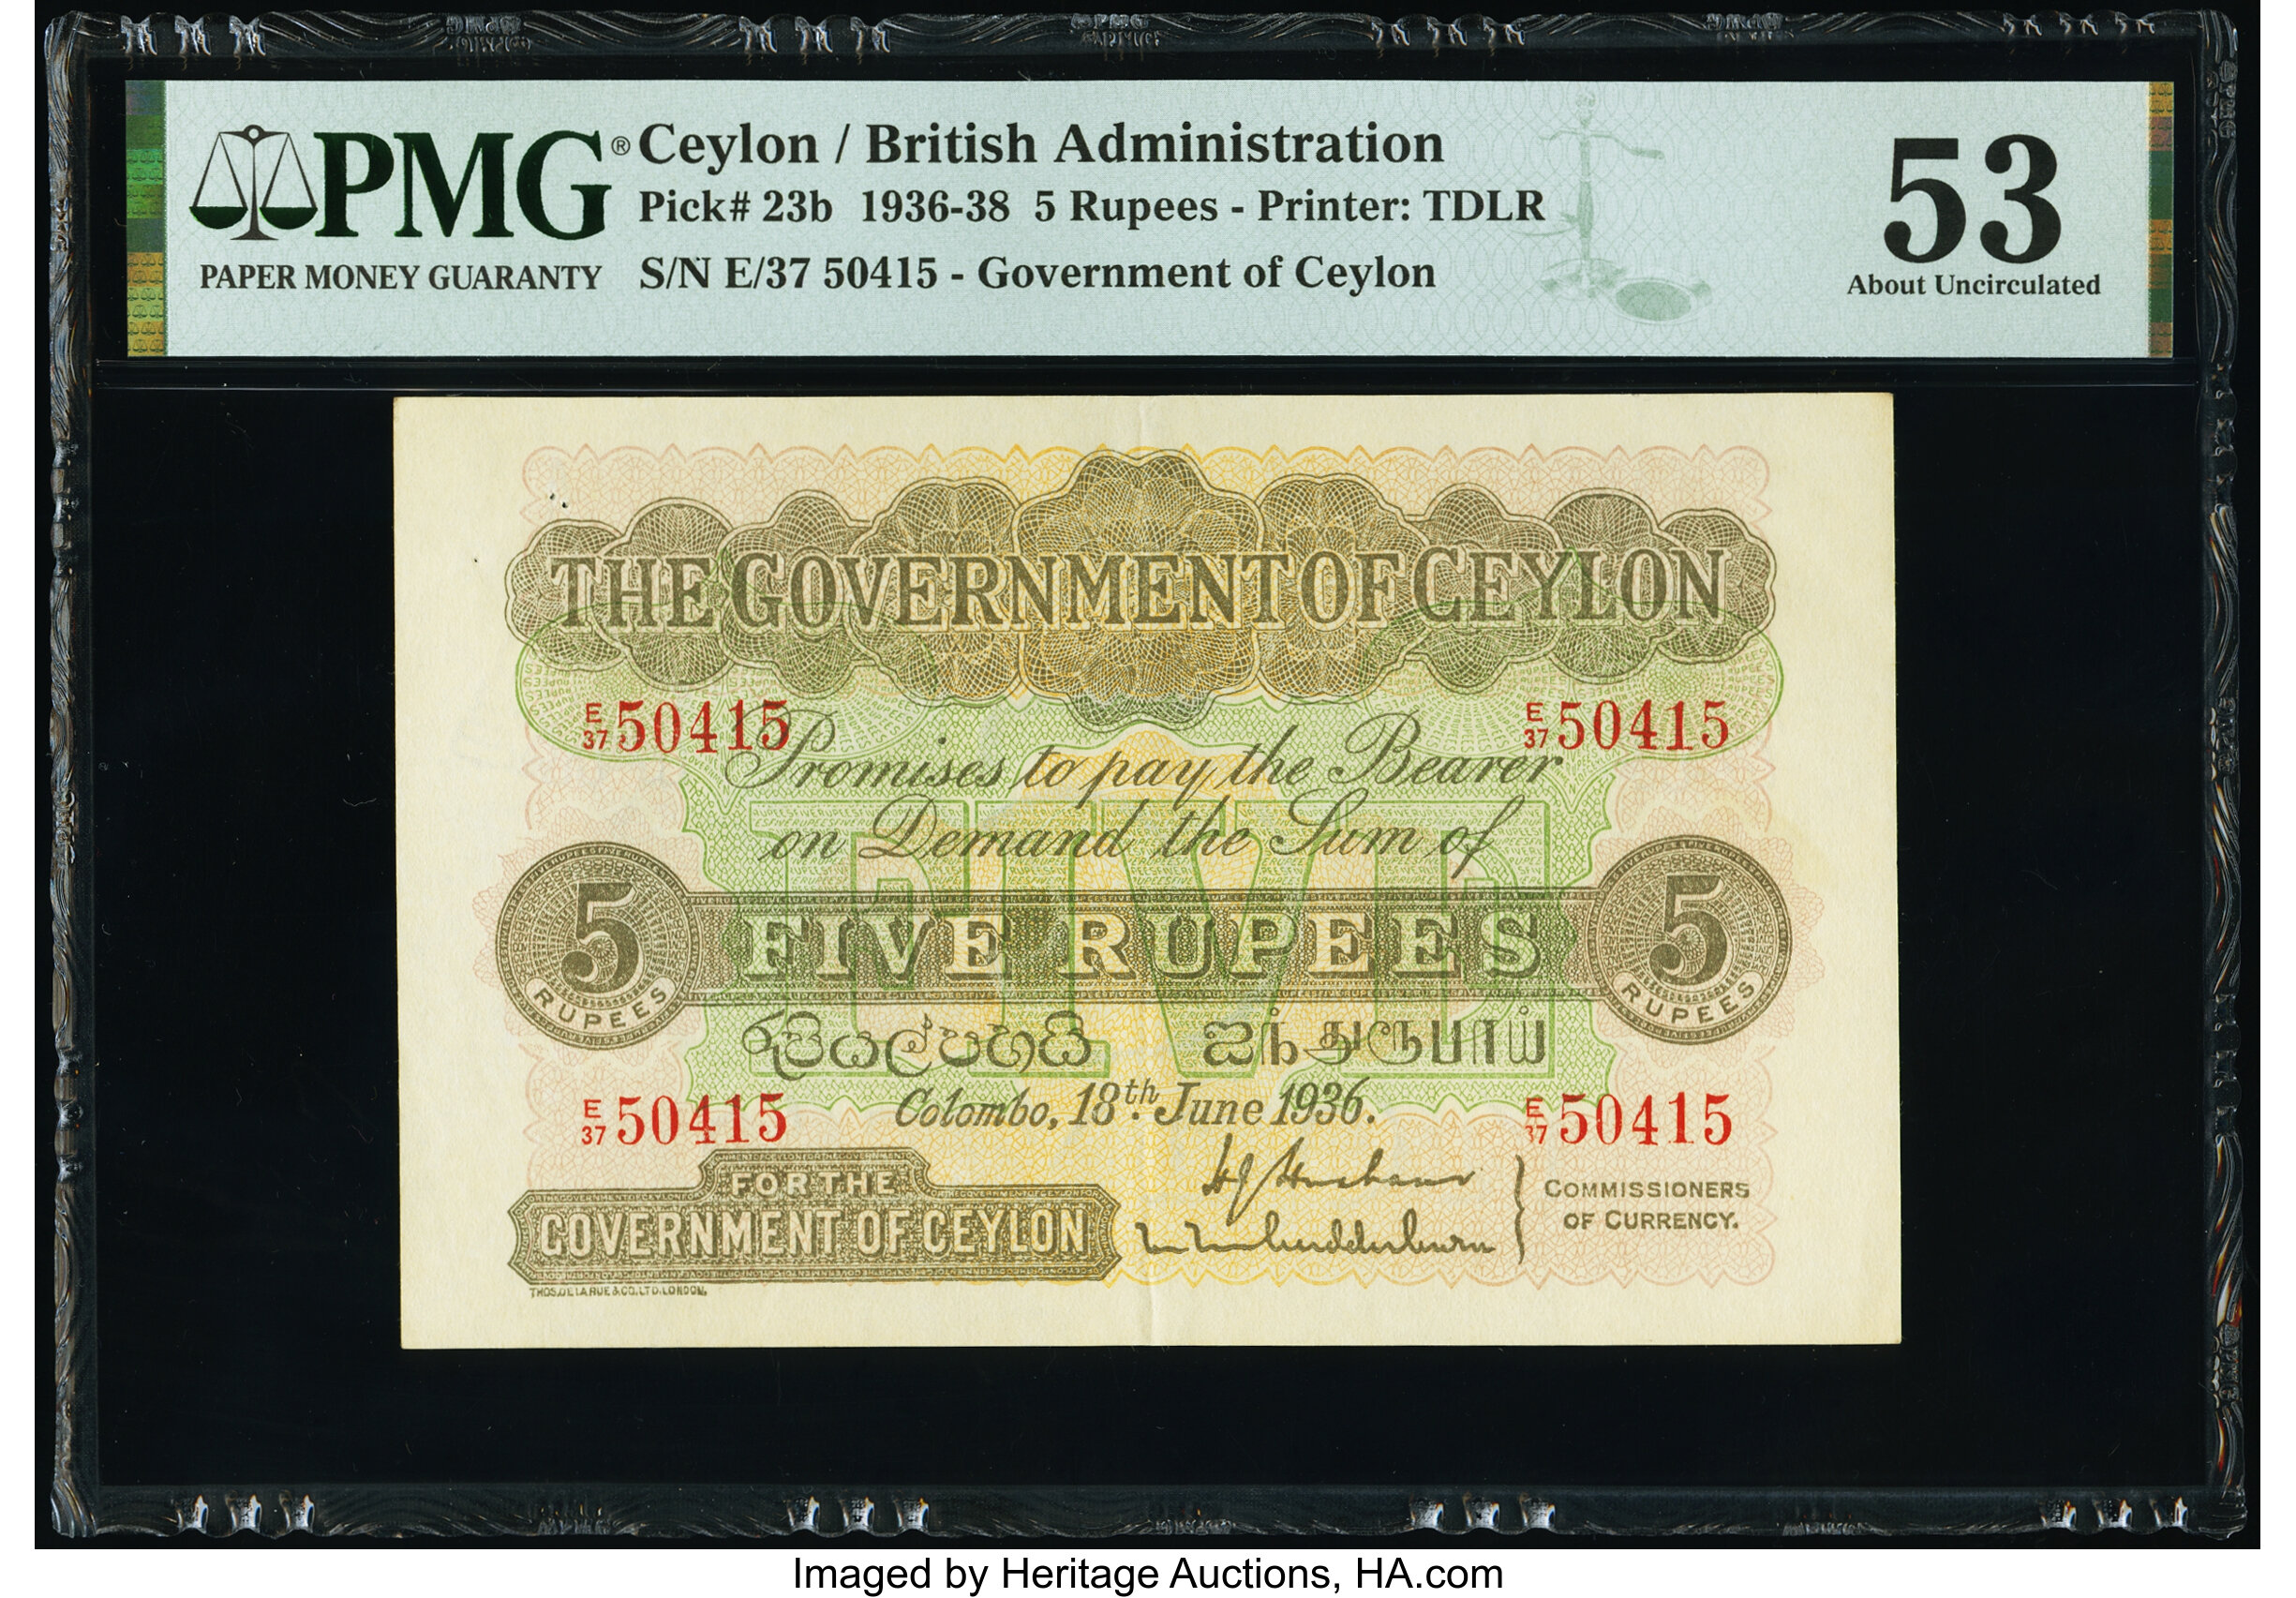 PMG®
PAPER MONEY GUARANTY
Ceylon / British Administration
Pick# 23b 1936-38 5 Rupees - Printer: TDLR
S/N E/37 50415 - Government of Ceylon
53
About Uncirculated
THE GOVERNMENT OF CEYLON
E/37 50415 E/37 50415
Promises to pay the Bearer
on Demand the Sum of
FIVE
5 RUPEES FIVE RUPEES 5 RUPEES
රුපියල් පහයි ஐந்துரூபாய்
Colombo, 18th June 1936.
E/37 50415 E/37 50415
FOR THE
GOVERNMENT OF CEYLON
COMMISSIONERS
OF CURRENCY.
THOS. DE LA RUE & CO. LTD. LONDON.
Imaged by Heritage Auctions, HA.com